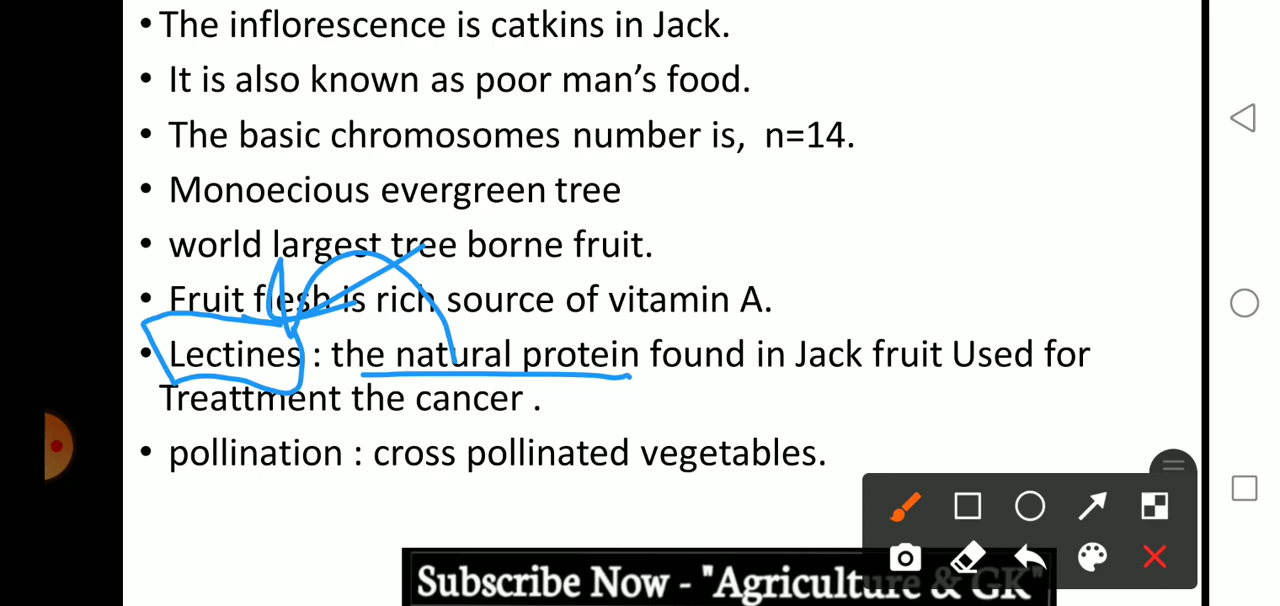 • The inflorescence is catkins in Jack.
• It is also known as poor man’s food.
• The basic chromosomes number is, n=14.
• Monoecious evergreen tree
• world largest tree borne fruit.
• Fruit flesh is rich source of vitamin A.
• Lectines : the natural protein found in Jack fruit Used for
Treattment the cancer .
• pollination : cross pollinated vegetables.
Subscribe Now - "Agriculture & GK"